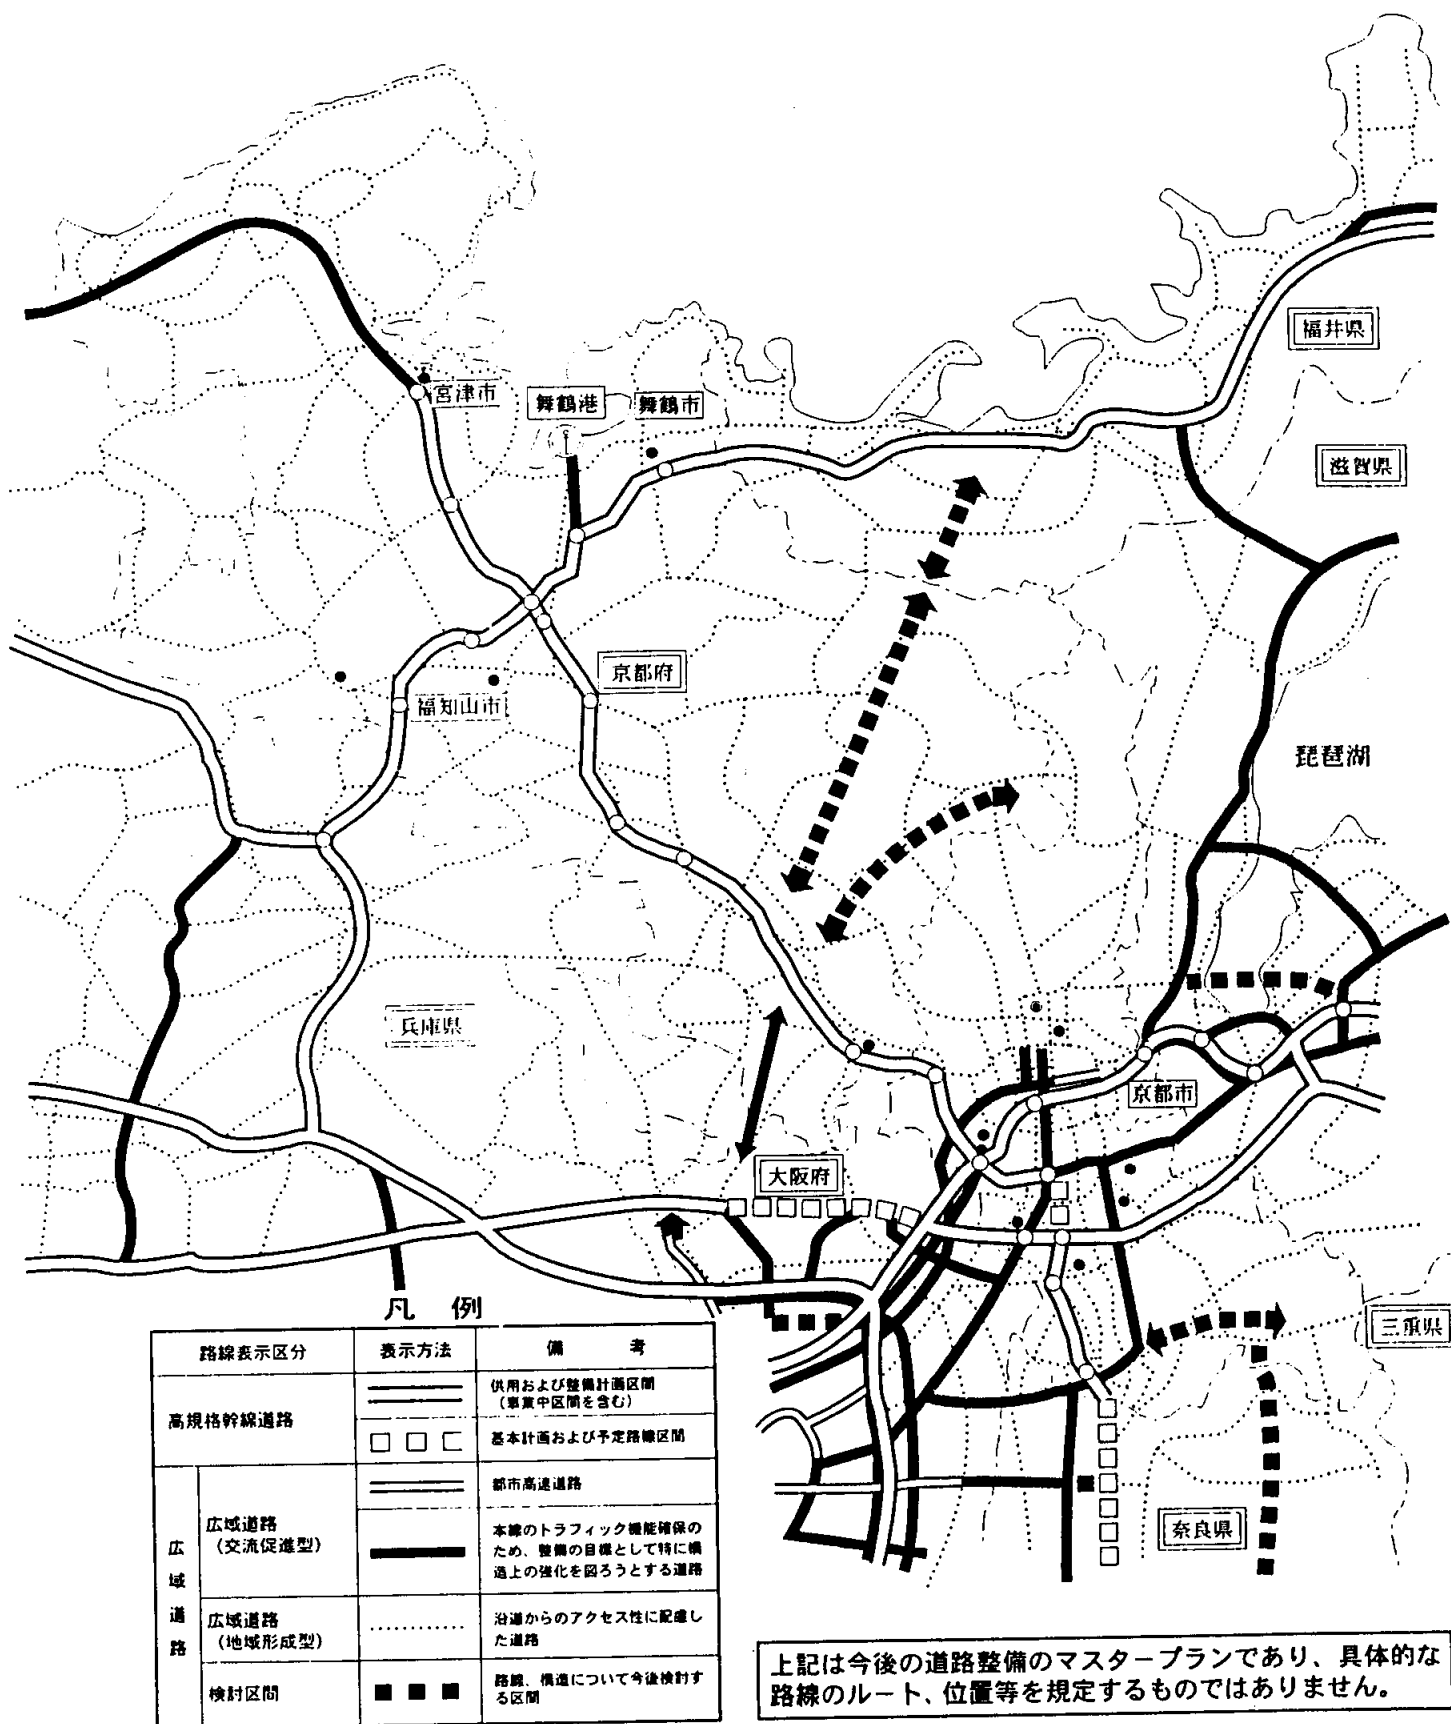 福井県
宮津市
舞鶴港
舞鶴市
滋賀県
京都府
福知山市
琵琶湖
兵庫県
京都市
大阪府
三重県
奈良県
凡 例
路線表示区分
表示方法
備 考
高規格幹線道路
供用および整備計画区間
(事業中区間を含む)
基本計画および予定路線区間
広域道路
広域道路
(交流促進型)
都市高速道路
本線のトラフィック機能確保の
ため、整備の目標として特に構
造上の強化を図ろうとする道路
広域道路
(地域形成型)
沿道からのアクセス性に配慮し
た道路
検討区間
路線、構造について今後検討す
る区間
上記は今後の道路整備のマスタープランであり、具体的な
路線のルート、位置等を規定するものではありません。